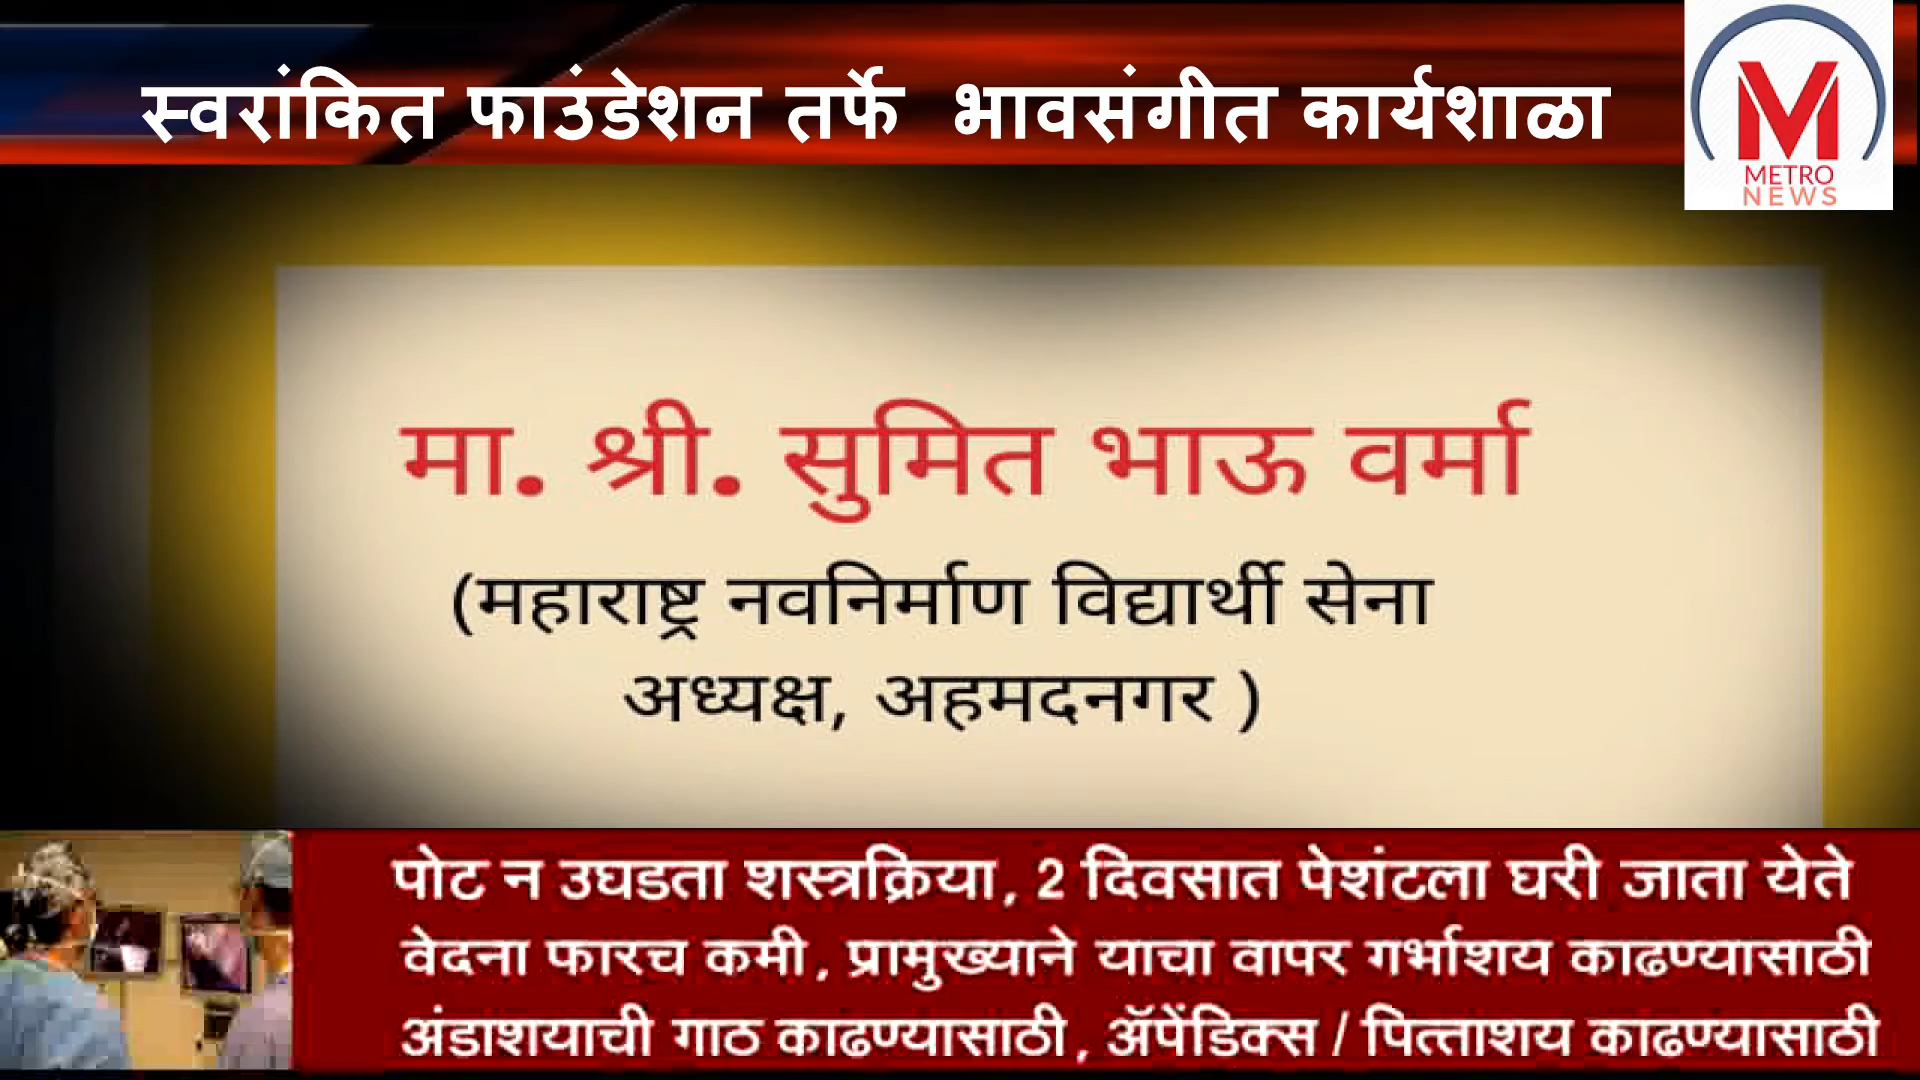 स्वरांकित फाउंडेशन तर्फे भावसंगीत कार्यशाळा
METRO
NEWS
मा. श्री. सुमित भाऊ वर्मा
(महाराष्ट्र नवनिर्माण विद्यार्थी सेना
अध्यक्ष, अहमदनगर )
पोट न उघडता शस्त्रक्रिया, 2 दिवसात पेशंटला घरी जाता येते
वेदना फारच कमी, प्रामुख्याने याचा वापर गर्भाशय काढण्यासाठी
अंडाशयाची गाठ काढण्यासाठी, ॲपेंडिक्स / पित्ताशय काढण्यासाठी